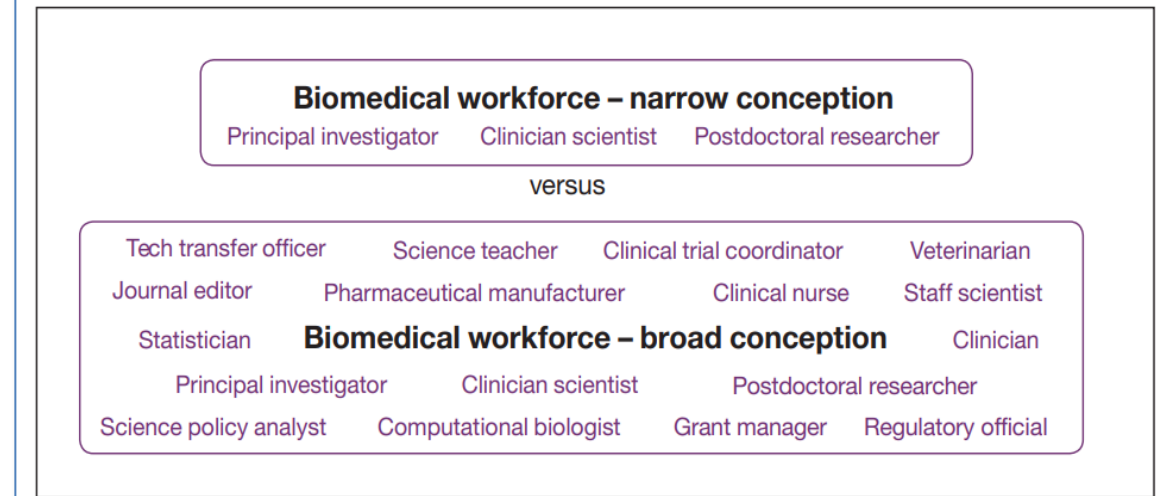 Biomedical workforce – narrow conception
Principal investigator Clinician scientist Postdoctoral researcher
versus
Tech transfer officer Science teacher Clinical trial coordinator Veterinarian
Journal editor Pharmaceutical manufacturer Clinical nurse Staff scientist
Statistician Biomedical workforce – broad conception Clinician
Principal investigator Clinician scientist Postdoctoral researcher
Science policy analyst Computational biologist Grant manager Regulatory official